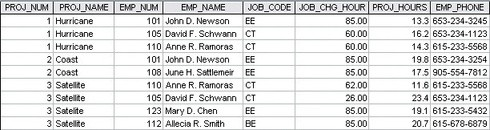 PROJ_NUM PROJ_NAME EMP_NUM EMP_NAME JOB_CODE JOB_CHG_HOUR PROJ_HOURS EMP_PHONE
1 Hurricane 101 John D. Newson EE 85.00 13.3 653-234-3245
1 Hurricane 105 David F. Schwann CT 60.00 16.2 653-234-1123
1 Hurricane 110 Anne R. Ramoras CT 60.00 14.3 615-233-5568
2 Coast 101 John D. Newson EE 85.00 19.8 653-234-3254
2 Coast 108 June H. Sattlemeir EE 85.00 17.5 905-554-7812
3 Satellite 110 Anne R. Ramoras CT 62.00 11.6 615-233-5568
3 Satellite 105 David F. Schwann CT 26.00 23.4 653-234-1123
3 Satellite 123 Mary D. Chen EE 85.00 19.1 615-233-5432
3 Satellite 112 Allecia R. Smith BE 85.00 20.7 615-678-6879